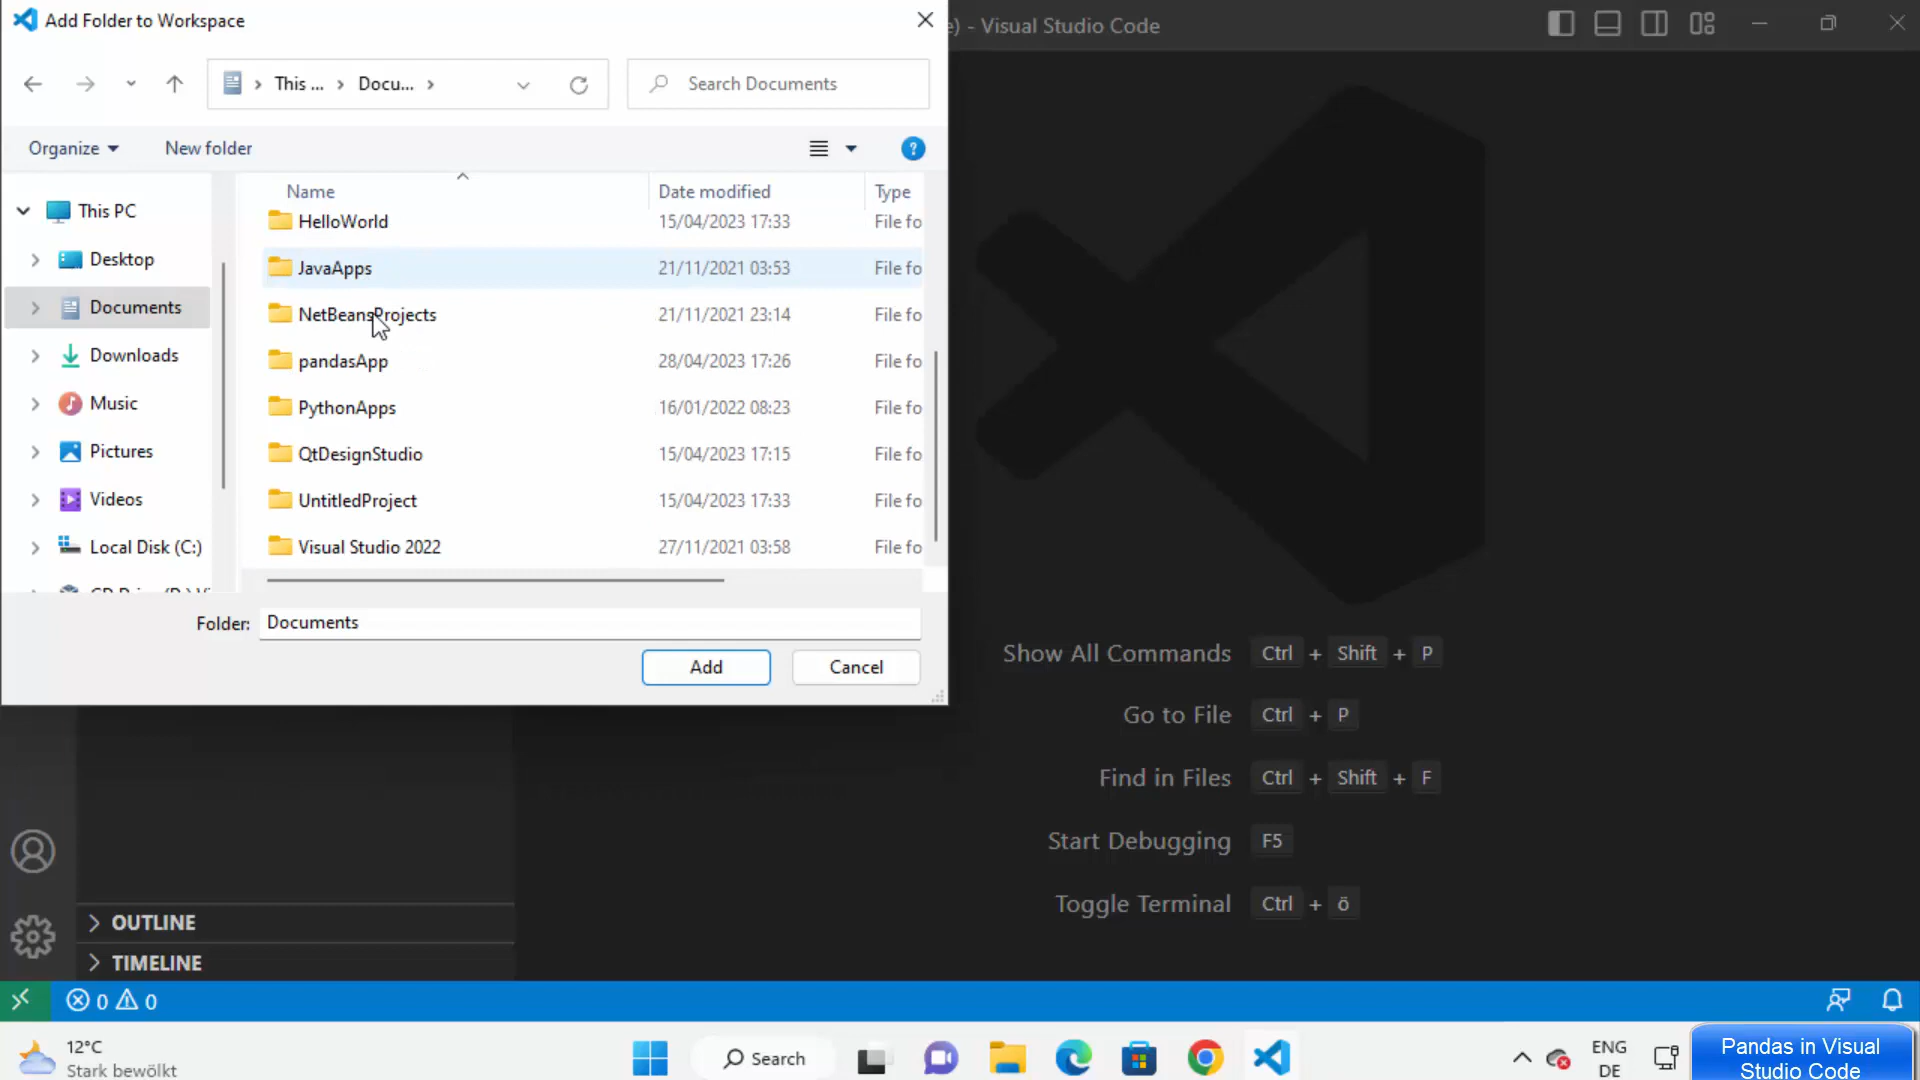 Add Folder to Workspace
e) - Visual Studio Code
This ... Docu...
Search Documents
Organize
New folder
?
Name Date modified Type
This PC
Desktop
Documents
Downloads
Music
Pictures
Videos
Local Disk (C:)
HelloWorld 15/04/2023 17:33 File fo
JavaApps 21/11/2021 03:53 File fo
NetBeansProjects 21/11/2021 23:14 File fo
pandasApp 28/04/2023 17:26 File fo
PythonApps 16/01/2022 08:23 File fo
QtDesignStudio 15/04/2023 17:15 File fo
UntitledProject 15/04/2023 17:33 File fo
Visual Studio 2022 27/11/2021 03:58 File fo
Folder: Documents
Add
Cancel
Show All Commands Ctrl + Shift + P
Go to File Ctrl + P
Find in Files Ctrl + Shift + F
Start Debugging F5
Toggle Terminal Ctrl + ö
OUTLINE
TIMELINE
0 0
12°C
Stark bewölkt
Search
ENG
DE
Pandas in Visual
Studio Code